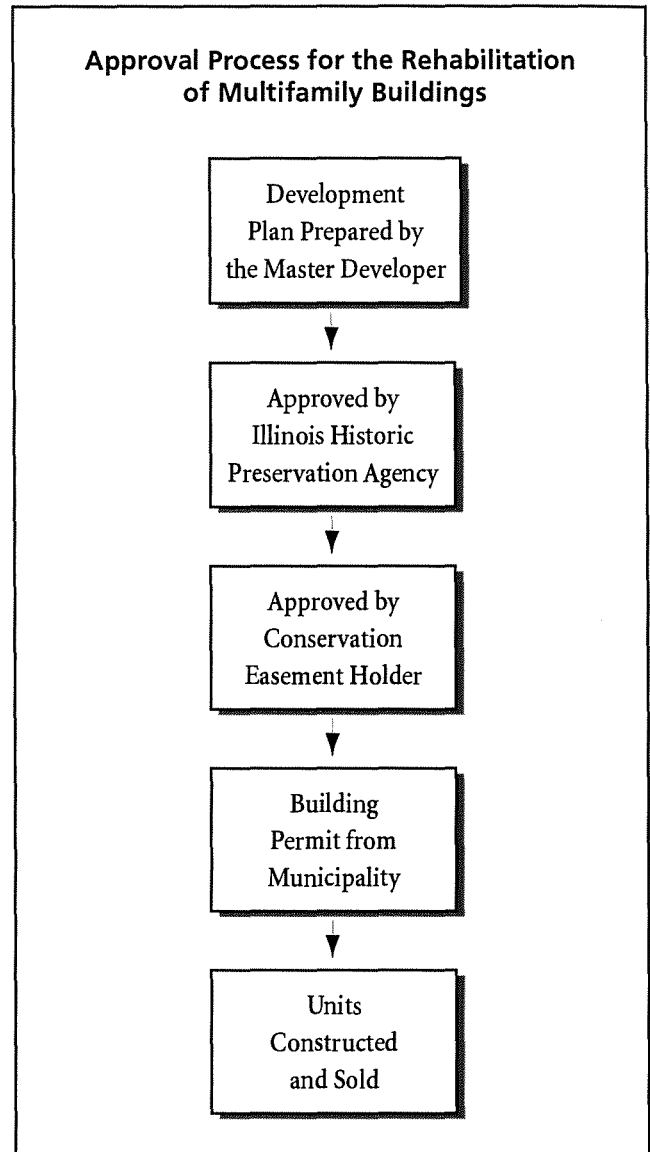 Approval Process for the Rehabilitation
of Multifamily Buildings
Development
Plan Prepared by
the Master Developer
Approved by
Illinois Historic
Preservation Agency
Approved by
Conservation
Easement Holder
Building
Permit from
Municipality
Units
Constructed
and Sold